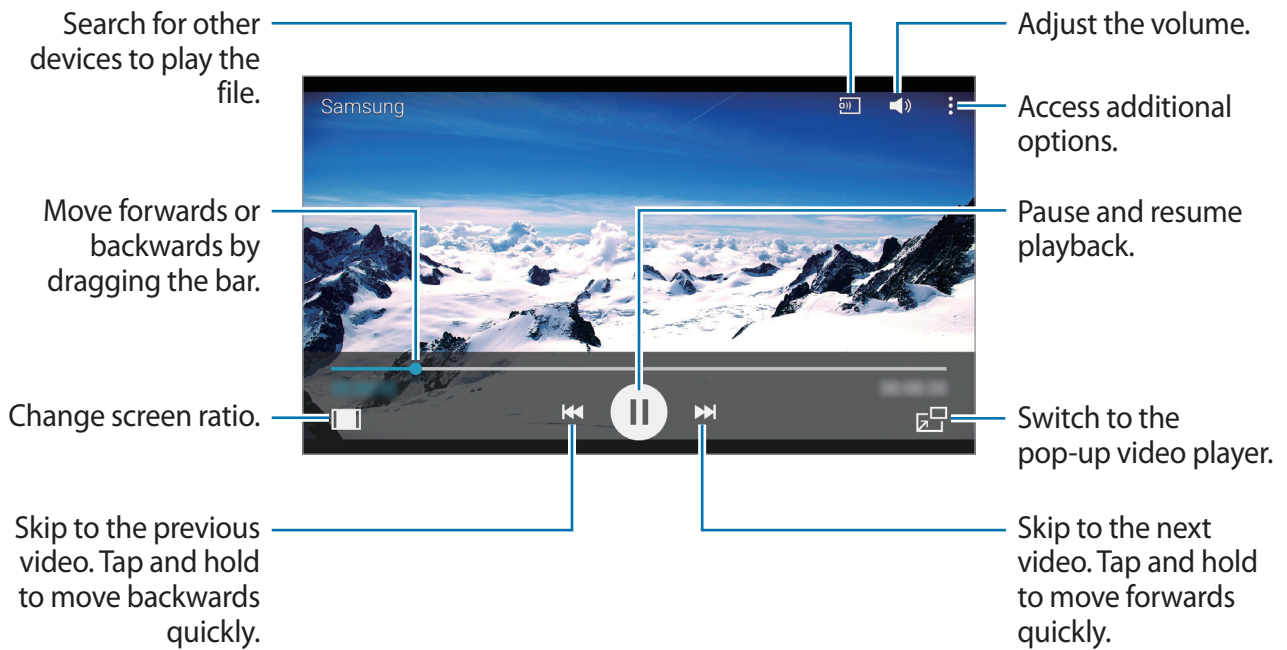 Search for other
devices to play the
file.
Adjust the volume.
Samsung
Access additional
options.
Move forwards or
backwards by
dragging the bar.
Pause and resume
playback.
Change screen ratio.
Switch to the
pop-up video player.
Skip to the previous
video. Tap and hold
to move backwards
quickly.
Skip to the next
video. Tap and hold
to move forwards
quickly.